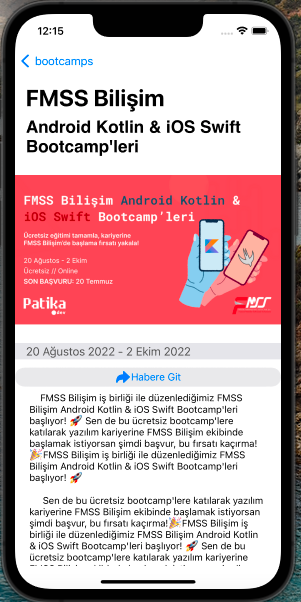 12:15
bootcamps
FMSS Bilişim
Android Kotlin & iOS Swift
Bootcamp'leri
FMSS Bilişim Android Kotlin &
iOS Swift Bootcamp'leri
Ücretsiz eğitimi tamamla, kariyerine
FMSS Bilişim'de başlama fırsatı yakala!
20 Ağustos - 2 Ekim
Ücretsiz // Online
SON BAŞVURU: 20 Temmuz
Patika
.dev
FMSS
20 Ağustos 2022 - 2 Ekim 2022
Habere Git
FMSS Bilişim iş birliği ile düzenlediğimiz FMSS
Bilişim Android Kotlin & iOS Swift Bootcamp'leri
başlıyor! 🚀 Sen de bu ücretsiz bootcamp'lere
katılarak yazılım kariyerine FMSS Bilişim ekibinde
başlamak istiyorsan şimdi başvur, bu fırsatı kaçırma!
🎉FMSS Bilişim iş birliği ile düzenlediğimiz FMSS
Bilişim Android Kotlin & iOS Swift Bootcamp'leri
başlıyor! 🚀
Sen de bu ücretsiz bootcamp'lere katılarak yazılım
kariyerine FMSS Bilişim ekibinde başlamak istiyorsan
şimdi başvur, bu fırsatı kaçırma!🎉FMSS Bilişim iş
birliği ile düzenlediğimiz FMSS Bilişim Android Kotlin
& iOS Swift Bootcamp'leri başlıyor! 🚀 Sen de bu
ücretsiz bootcamp'lere katılarak yazılım kariyerine